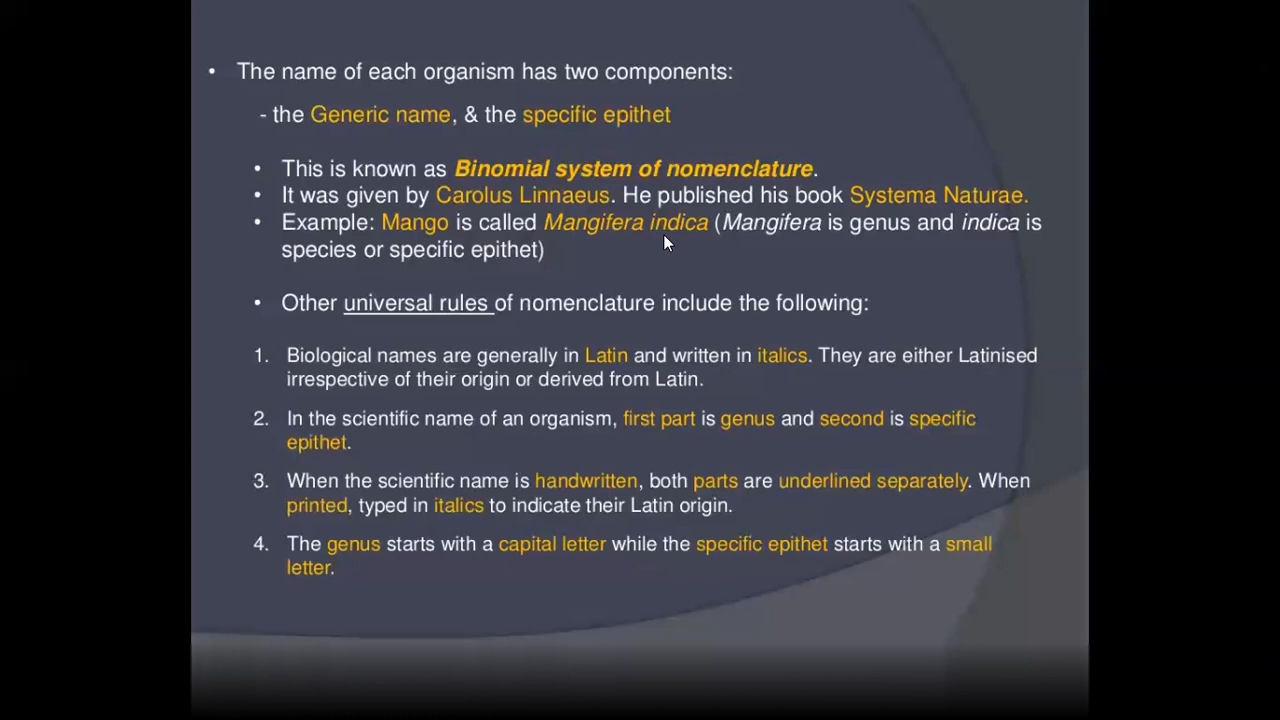 • The name of each organism has two components:
- the Generic name, & the specific epithet
• This is known as Binomial system of nomenclature.
• It was given by Carolus Linnaeus. He published his book Systema Naturae.
• Example: Mango is called Mangifera indica (Mangifera is genus and indica is
species or specific epithet)
• Other universal rules of nomenclature include the following:
1. Biological names are generally in Latin and written in italics. They are either Latinised
irrespective of their origin or derived from Latin.
2. In the scientific name of an organism, first part is genus and second is specific
epithet.
3. When the scientific name is handwritten, both parts are underlined separately. When
printed, typed in italics to indicate their Latin origin.
4. The genus starts with a capital letter while the specific epithet starts with a small
letter.